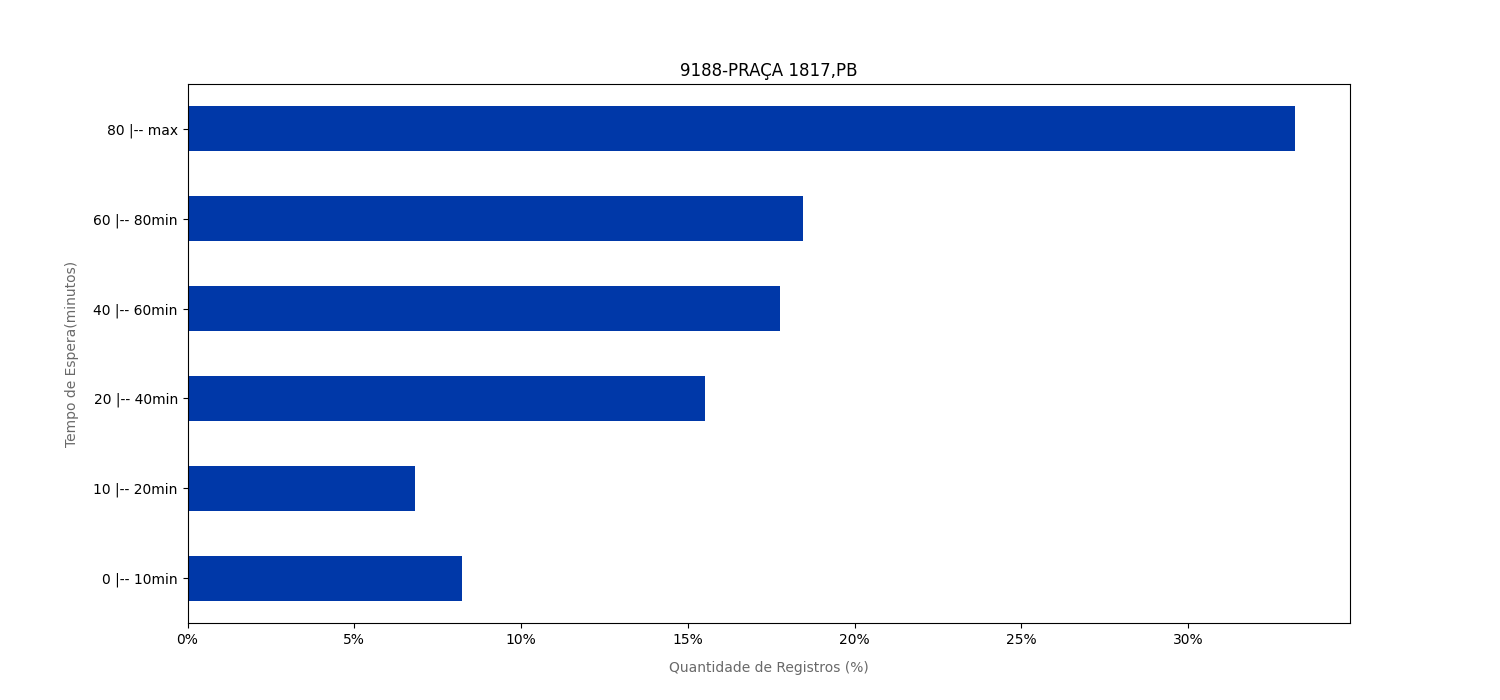 9188-PRAÇA 1817,PB
80 |-- max
60 |-- 80min
40 |-- 60min
20 |-- 40min
10 |-- 20min
0 |-- 10min
Tempo de Espera(minutos)
0% 5% 10% 15% 20% 25% 30%
Quantidade de Registros (%)